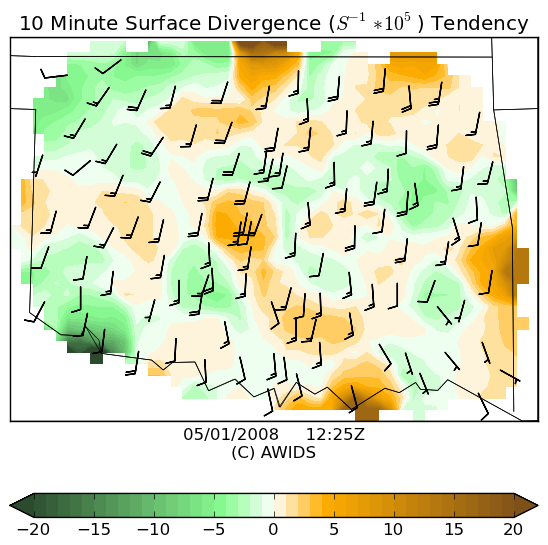 10 Minute Surface Divergence (S⁻¹ *10⁵ ) Tendency
05/01/2008 12:25Z
(C) AWIDS
−20 −15 −10 −5 0 5 10 15 20